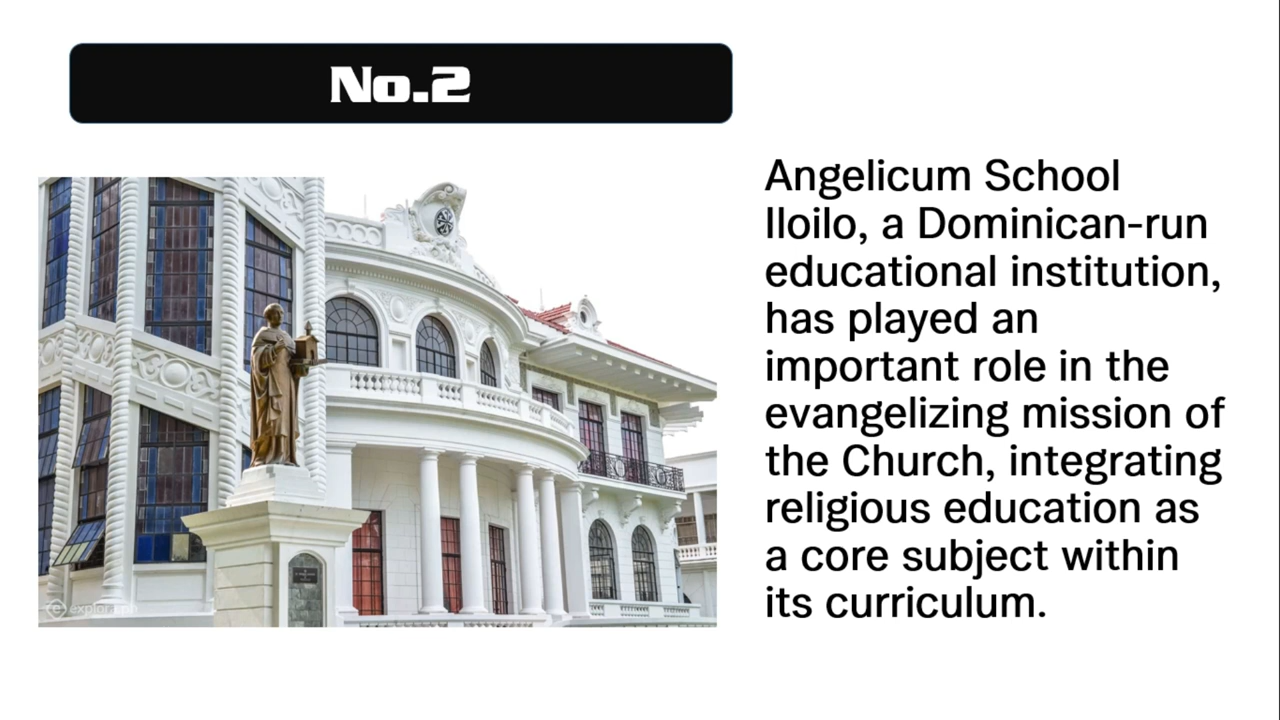 No.2
Angelicum School
Iloilo, a Dominican-run
educational institution,
has played an
important role in the
evangelizing mission of
the Church, integrating
religious education as
a core subject within
its curriculum.